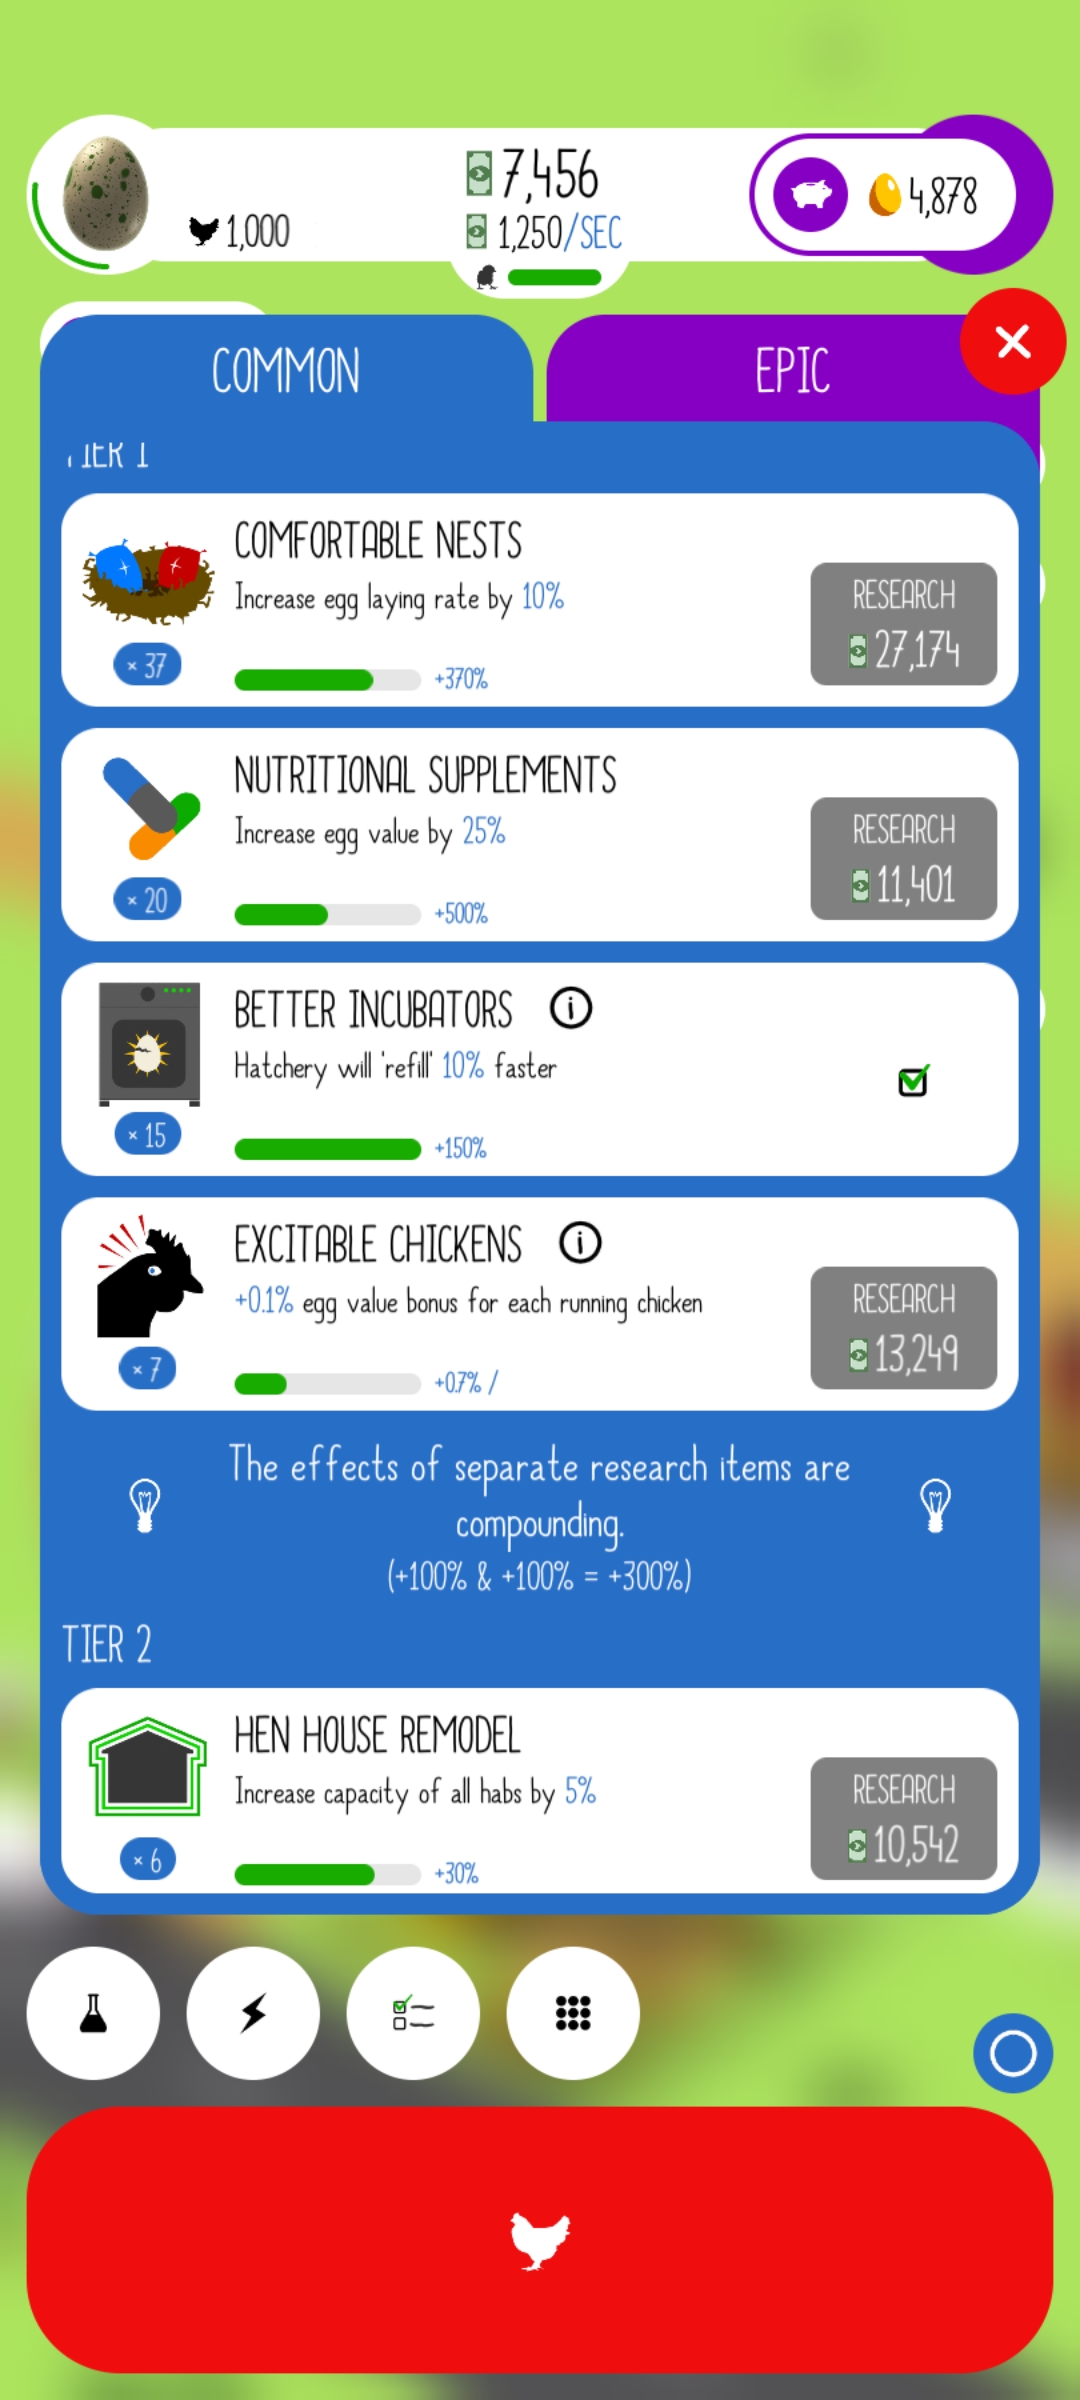 7,456
1,000
1,250/SEC
4,878
COMMON
EPIC
TIER 1
COMFORTABLE NESTS
Increase egg laying rate by 10%
× 37
+370%
RESEARCH
27,174
NUTRITIONAL SUPPLEMENTS
Increase egg value by 25%
× 20
+500%
RESEARCH
11,401
BETTER INCUBATORS
Hatchery will 'refill' 10% faster
× 15
+150%
EXCITABLE CHICKENS
+0.1% egg value bonus for each running chicken
× 7
+0.7% /
RESEARCH
13,249
The effects of separate research items are
compounding.
(+100% & +100% = +300%)
TIER 2
HEN HOUSE REMODEL
Increase capacity of all habs by 5%
× 6
+30%
RESEARCH
10,542